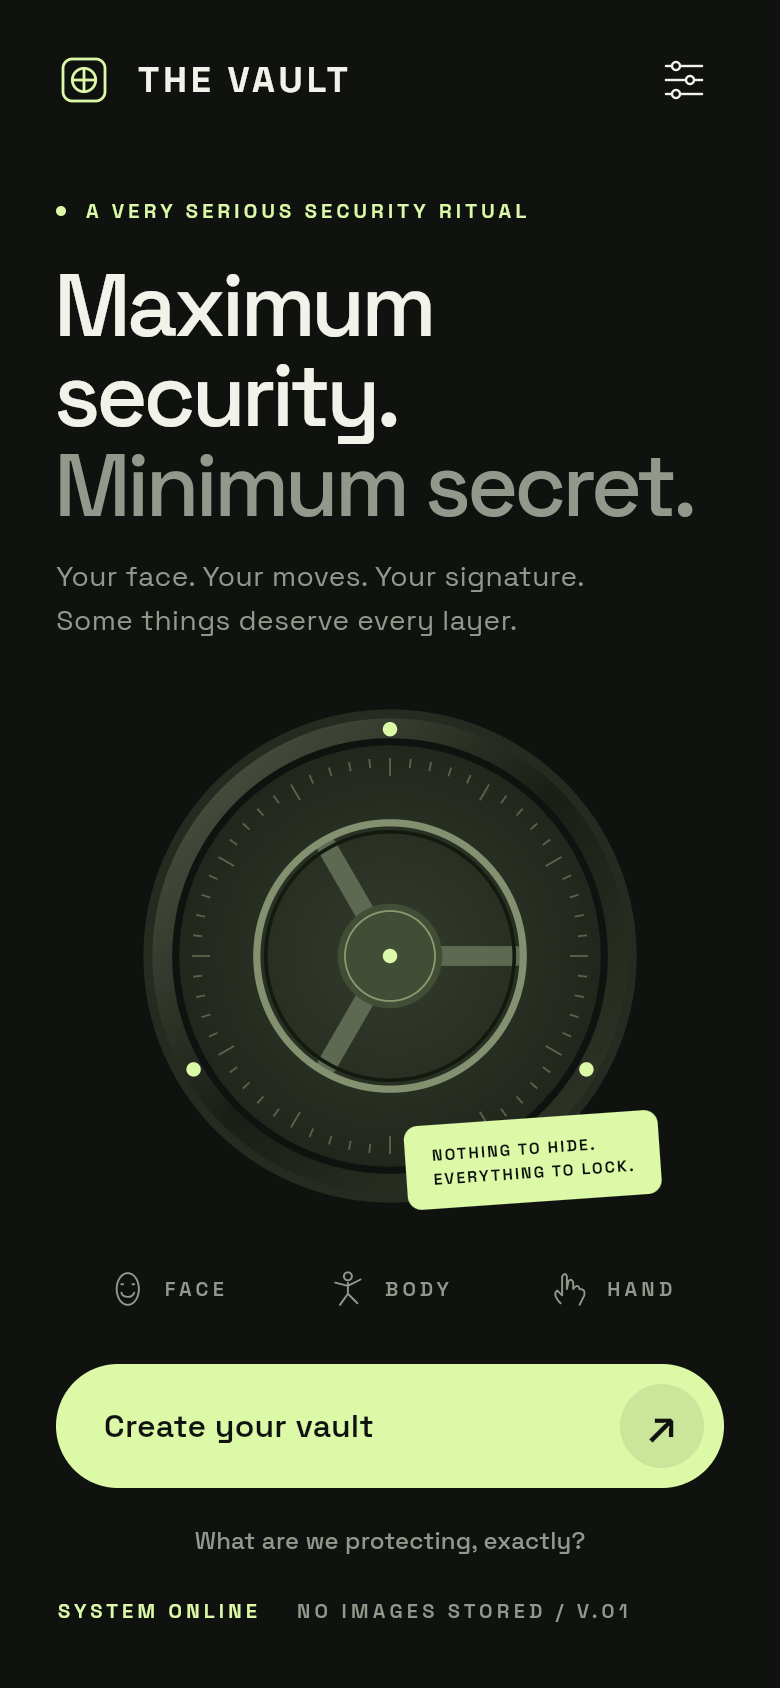 THE VAULT
A VERY SERIOUS SECURITY RITUAL
Maximum
security.
Minimum secret.
Your face. Your moves. Your signature.
Some things deserve every layer.
NOTHING TO HIDE.
EVERYTHING TO LOCK.
FACE
BODY
HAND
Create your vault
What are we protecting, exactly?
SYSTEM ONLINE
NO IMAGES STORED / V.01